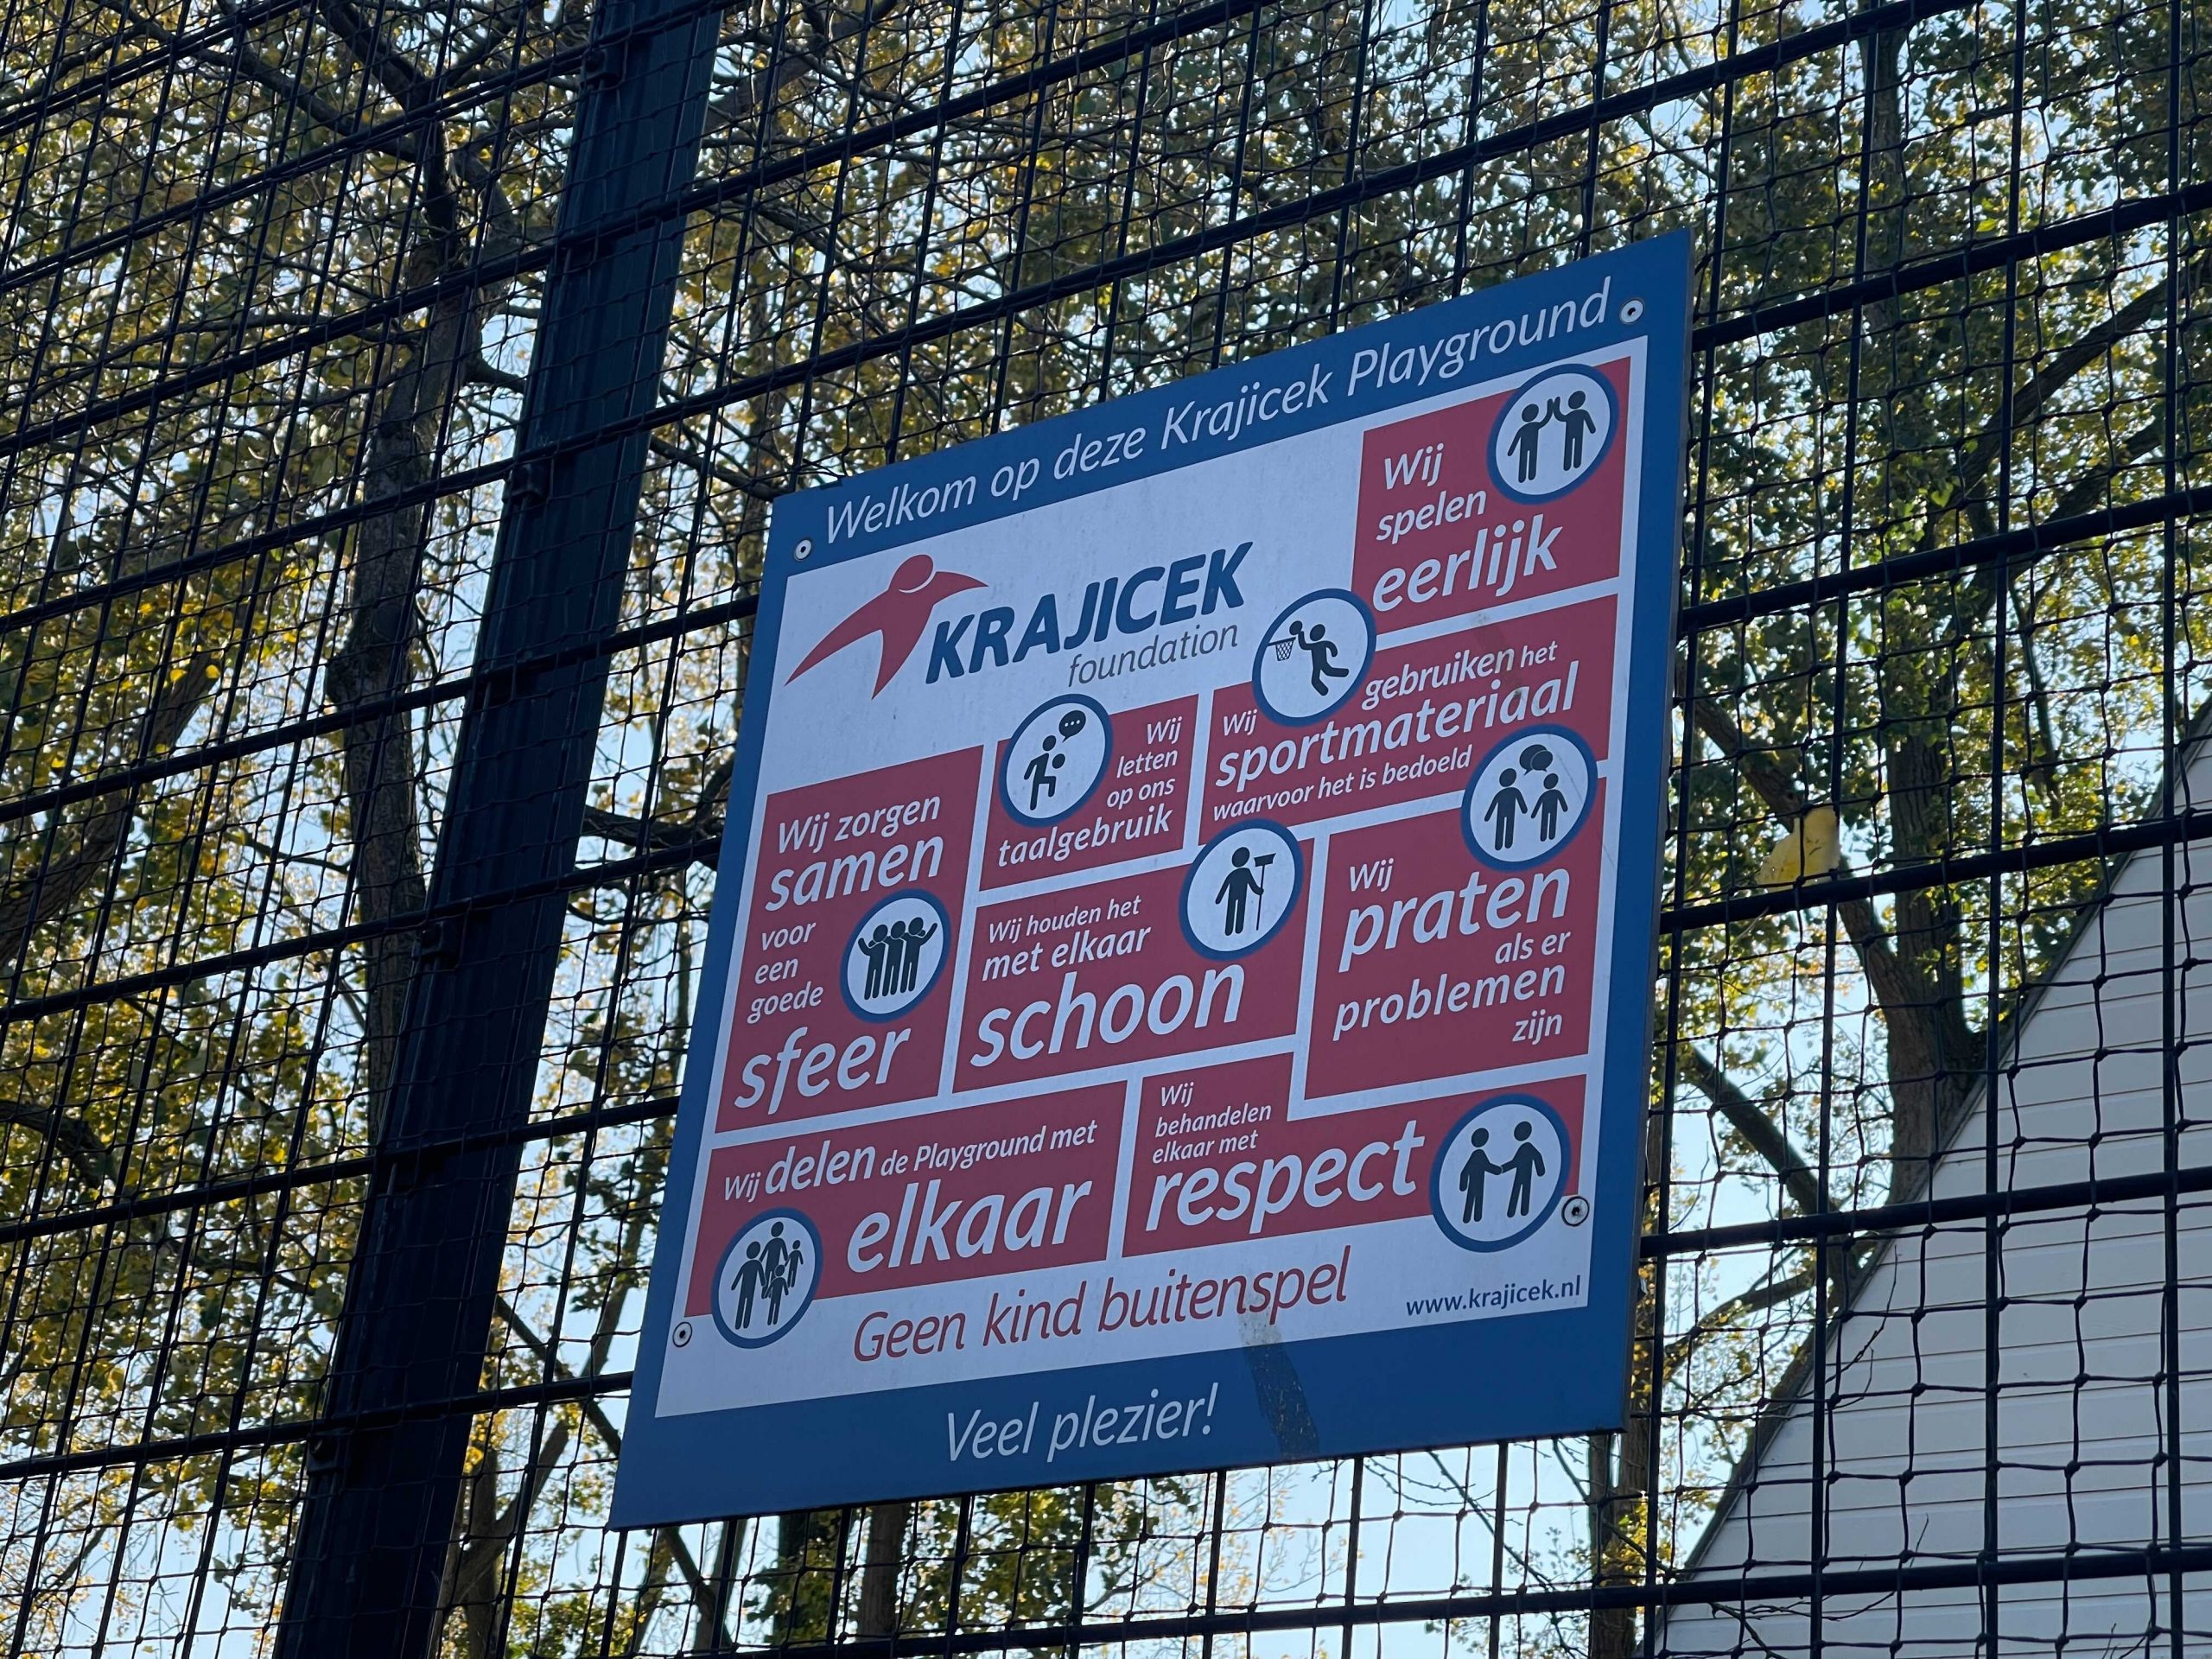 Welkom op deze Krajicek Playground
KRAJICEK
foundation
Wij
spelen
eerlijk
Wij
letten
op ons
taalgebruik
Wij gebruiken het
sportmateriaal
waarvoor het is bedoeld
Wij zorgen
samen
voor
een
goede
sfeer
Wij houden het
met elkaar
schoon
Wij
praten
als er
problemen
zijn
Wij delen de Playground met
elkaar
Wij
behandelen
elkaar met
respect
Geen kind buitenspel
www.krajicek.nl
Veel plezier!